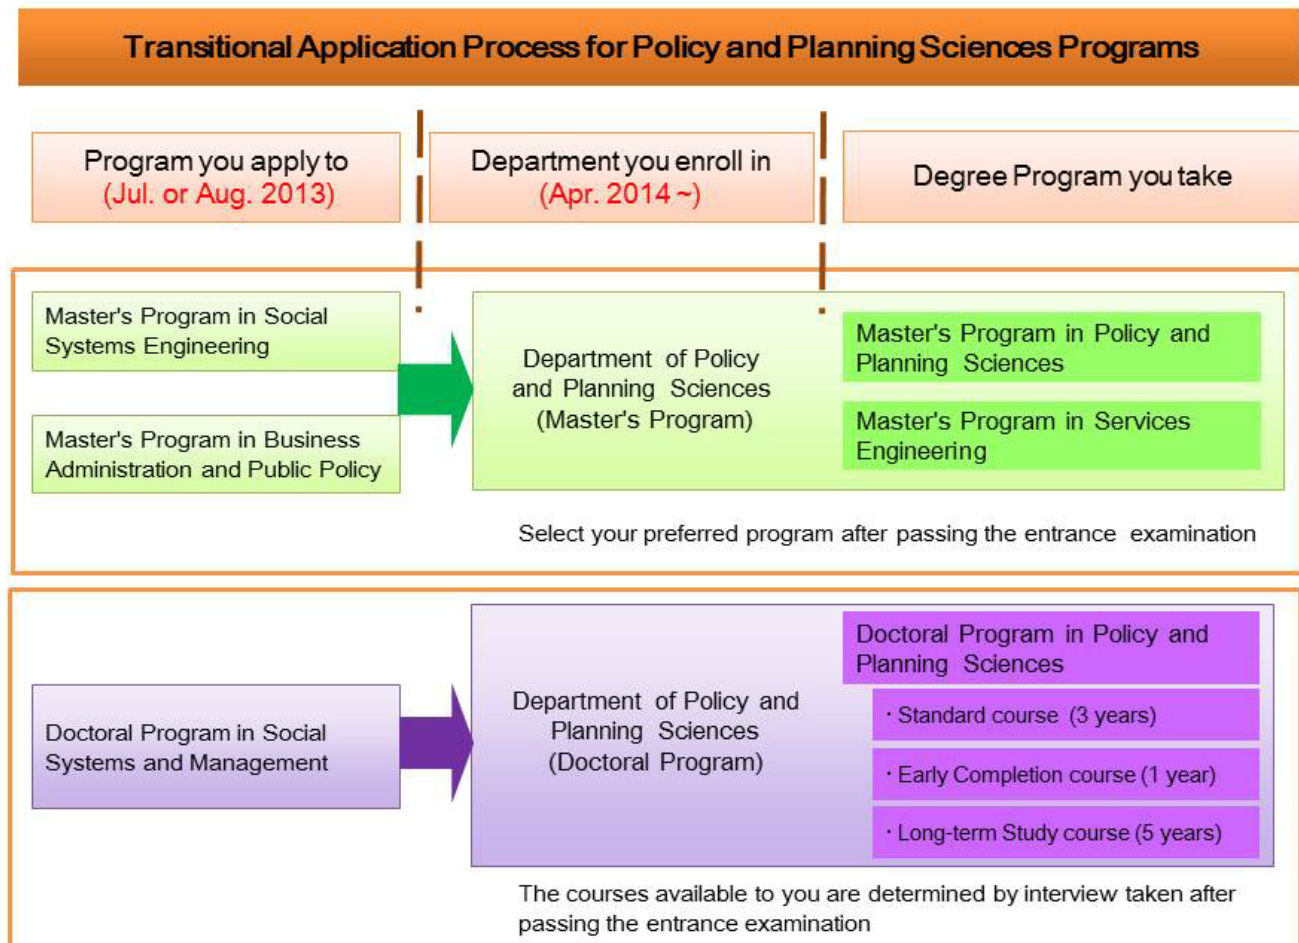 Transitional Application Process for Policy and Planning Sciences Programs
Program you apply to
(Jul. or Aug. 2013)
Department you enroll in
(Apr. 2014 ~)
Degree Program you take
Master's Program in Social
Systems Engineering
Master's Program in Business
Administration and Public Policy
Department of Policy
and Planning Sciences
(Master's Program)
Master's Program in Policy and
Planning Sciences
Master's Program in Services
Engineering
Select your preferred program after passing the entrance examination
Doctoral Program in Social
Systems and Management
Department of Policy and
Planning Sciences
(Doctoral Program)
Doctoral Program in Policy and
Planning Sciences
・Standard course (3 years)
・Early Completion course (1 year)
・Long-term Study course (5 years)
The courses available to you are determined by interview taken after
passing the entrance examination